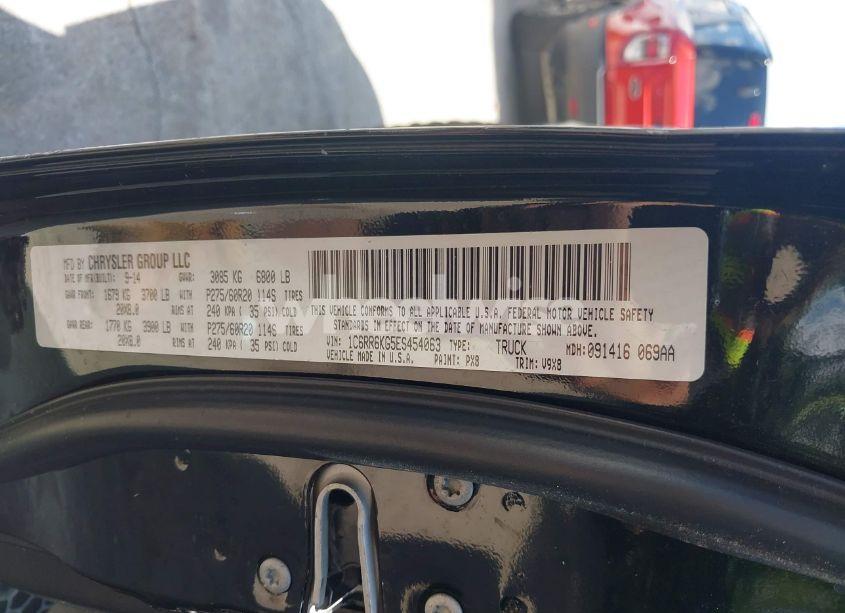 MFD BY CHRYSLER GROUP LLC
DATE OF MFR(BUILT): 9-14 GVWR: 3085 KG 6800 LB
GAWR FRONT: 1679 KG 3700 LB WITH P275/60R20 114S TIRES
20X8.0 RIMS AT 240 KPA ( 35 PSI) COLD
GAWR REAR: 1770 KG 3900 LB WITH P275/60R20 114S TIRES
20X8.0 RIMS AT 240 KPA ( 35 PSI) COLD
THIS VEHICLE CONFORMS TO ALL APPLICABLE U.S.A. FEDERAL MOTOR VEHICLE SAFETY
STANDARDS IN EFFECT ON THE DATE OF MANUFACTURE SHOWN ABOVE.
VIN: 1C6RR6KG5ES454063 TYPE: TRUCK MDH: 091416 069AA
VEHICLE MADE IN U.S.A. PAINT: PX8 TRIM: V9X8